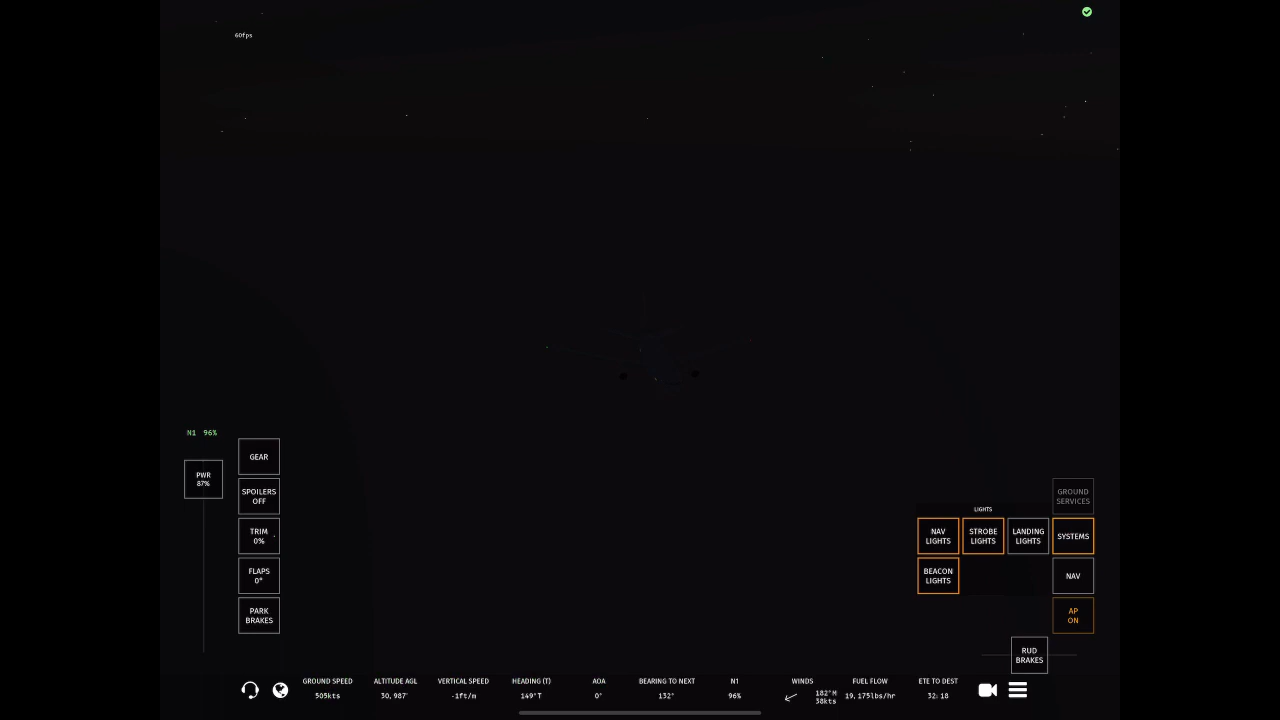 60fps
N1 96%
PWR
87%
GEAR
SPOILERS
OFF
TRIM
0%
FLAPS
0°
PARK
BRAKES
LIGHTS
NAV
LIGHTS
STROBE
LIGHTS
LANDING
LIGHTS
BEACON
LIGHTS
GROUND
SERVICES
SYSTEMS
NAV
AP
ON
RUD
BRAKES
GROUND SPEED
505kts
ALTITUDE AGL
30,987'
VERTICAL SPEED
-1ft/m
HEADING (T)
149°T
AOA
0°
BEARING TO NEXT
132°
N1
96%
WINDS
182°M
38kts
FUEL FLOW
19,175lbs/hr
ETE TO DEST
32:18